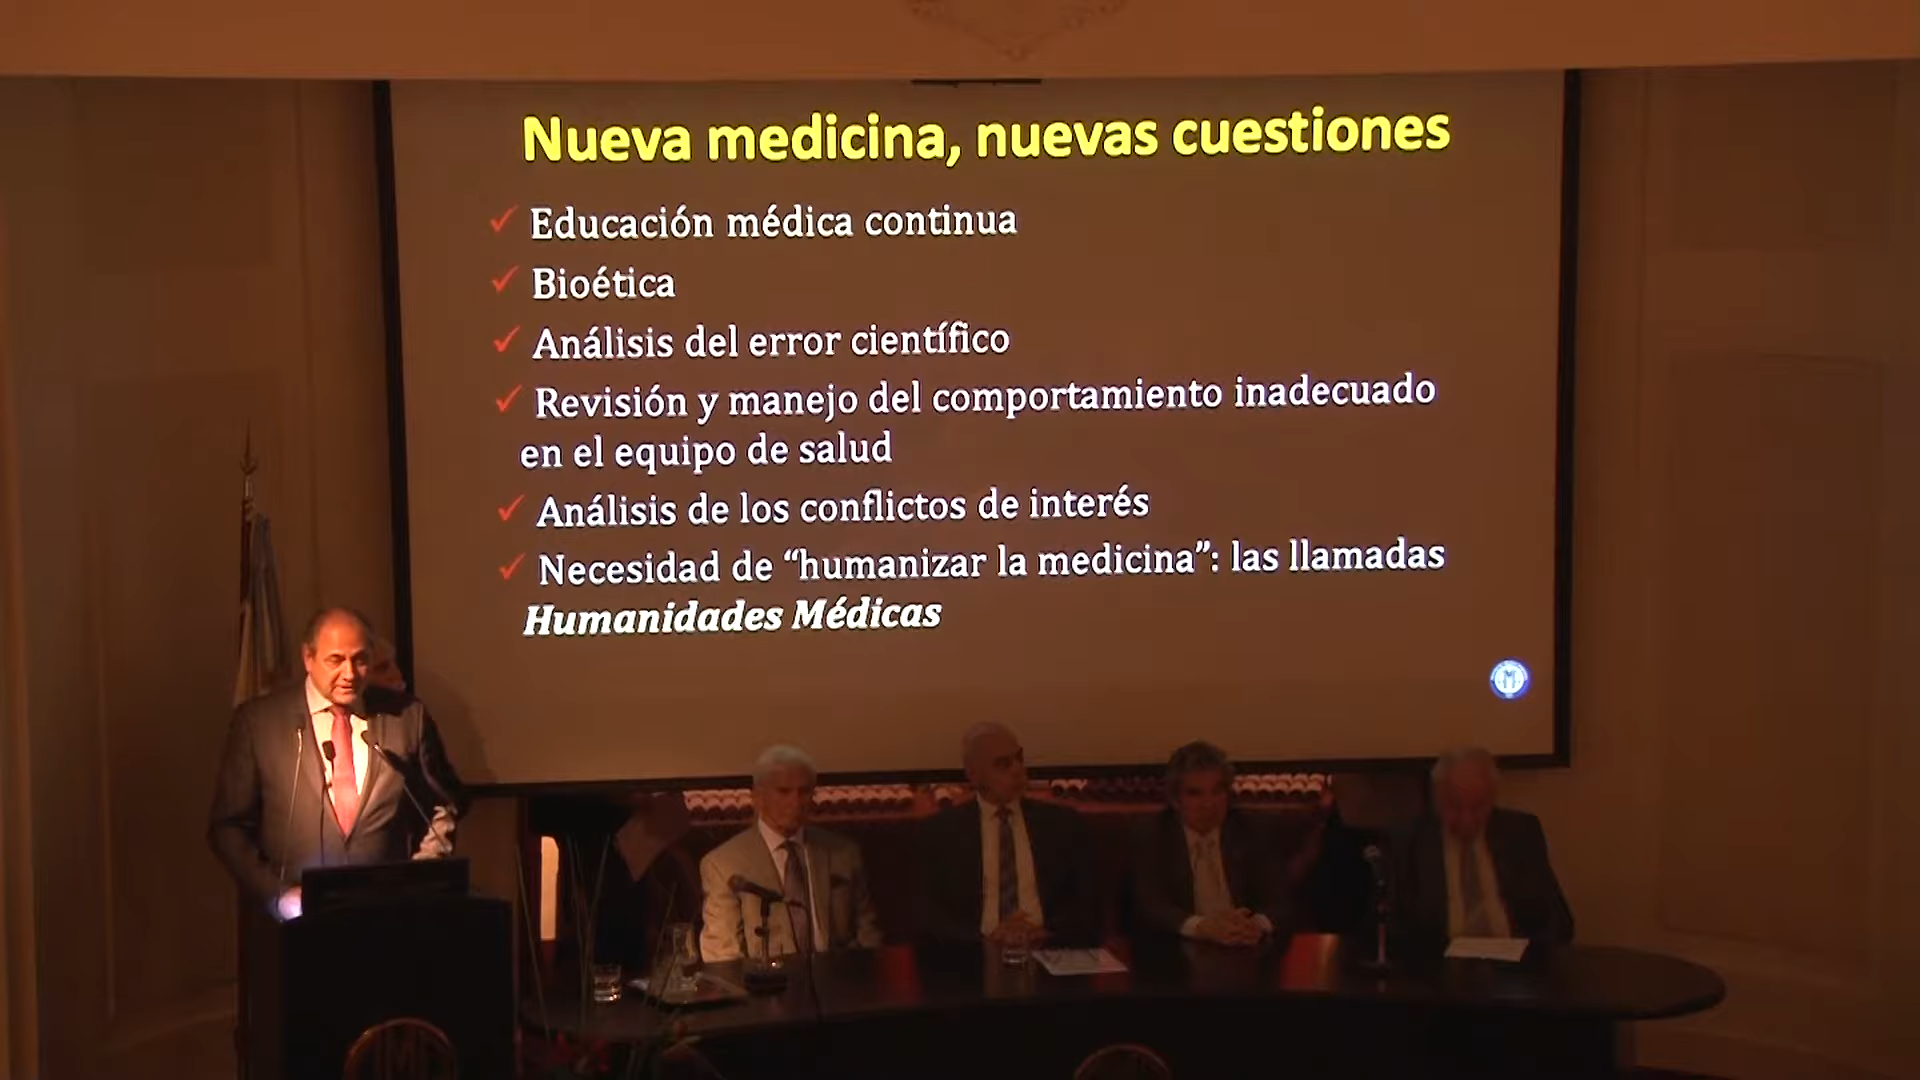 Nueva medicina, nuevas cuestiones
✓ Educación médica continua
✓ Bioética
✓ Análisis del error científico
✓ Revisión y manejo del comportamiento inadecuado
en el equipo de salud
✓ Análisis de los conflictos de interés
✓ Necesidad de “humanizar la medicina”: las llamadas
Humanidades Médicas